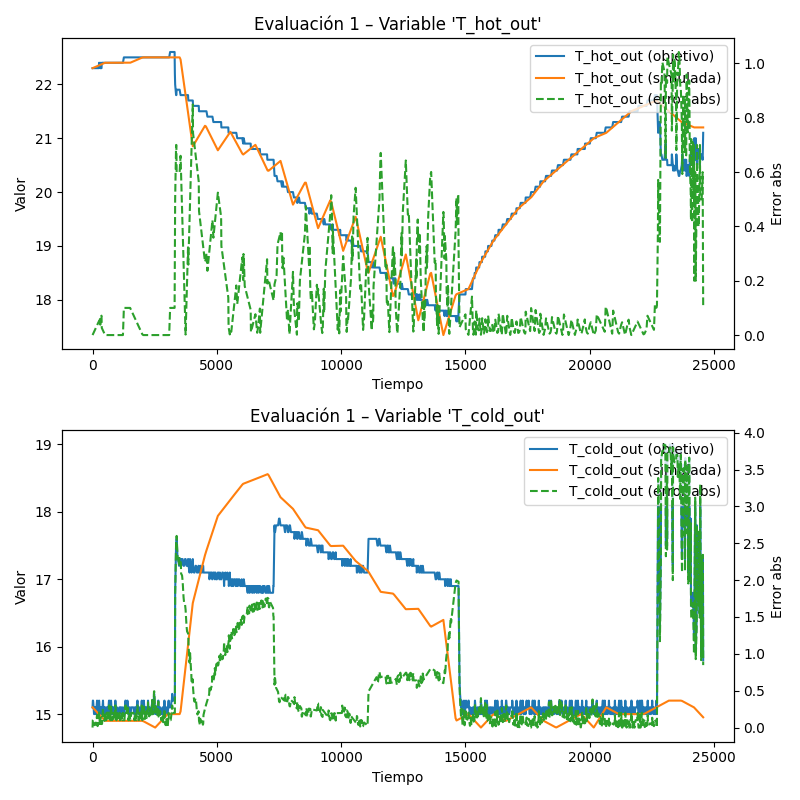 Evaluación 1 – Variable 'T_hot_out'
T_hot_out (objetivo)
T_hot_out (simulada)
T_hot_out (error abs)
22
21
20
19
18
Valor
1.0
0.8
0.6
0.4
0.2
0.0
Error abs
0 5000 10000 15000 20000 25000
Tiempo
Evaluación 1 – Variable 'T_cold_out'
T_cold_out (objetivo)
T_cold_out (simulada)
T_cold_out (error abs)
19
18
17
16
15
Valor
4.0
3.5
3.0
2.5
2.0
1.5
1.0
0.5
0.0
Error abs
0 5000 10000 15000 20000 25000
Tiempo